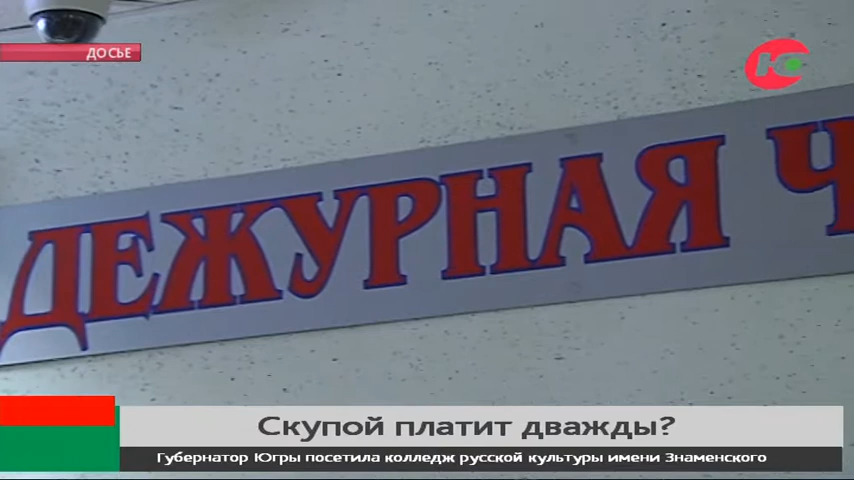 ДОСЬЕ
Ю
ДЕЖУРНАЯ Ч
Скупой платит дважды?
Губернатор Югры посетила колледж русской культуры имени Знаменского